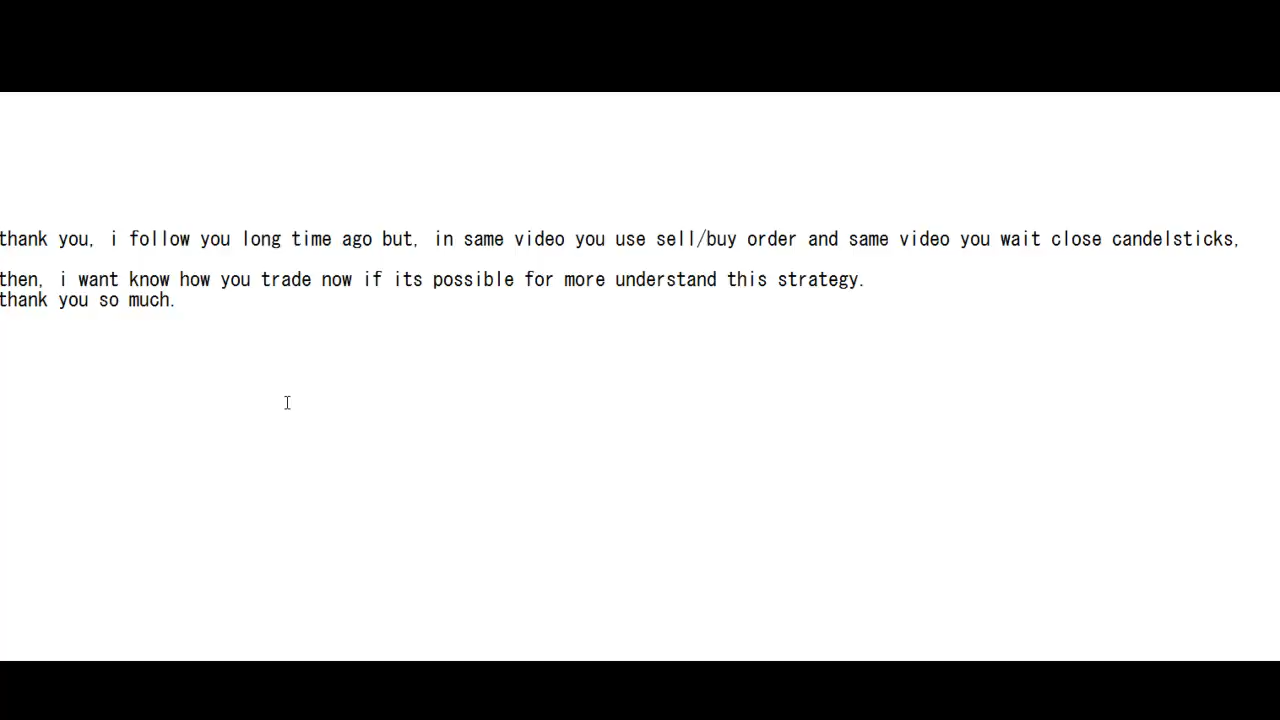 thank you, i follow you long time ago but, in same video you use sell/buy order and same video you wait close candelsticks,
then, i want know how you trade now if its possible for more understand this strategy.
thank you so much.